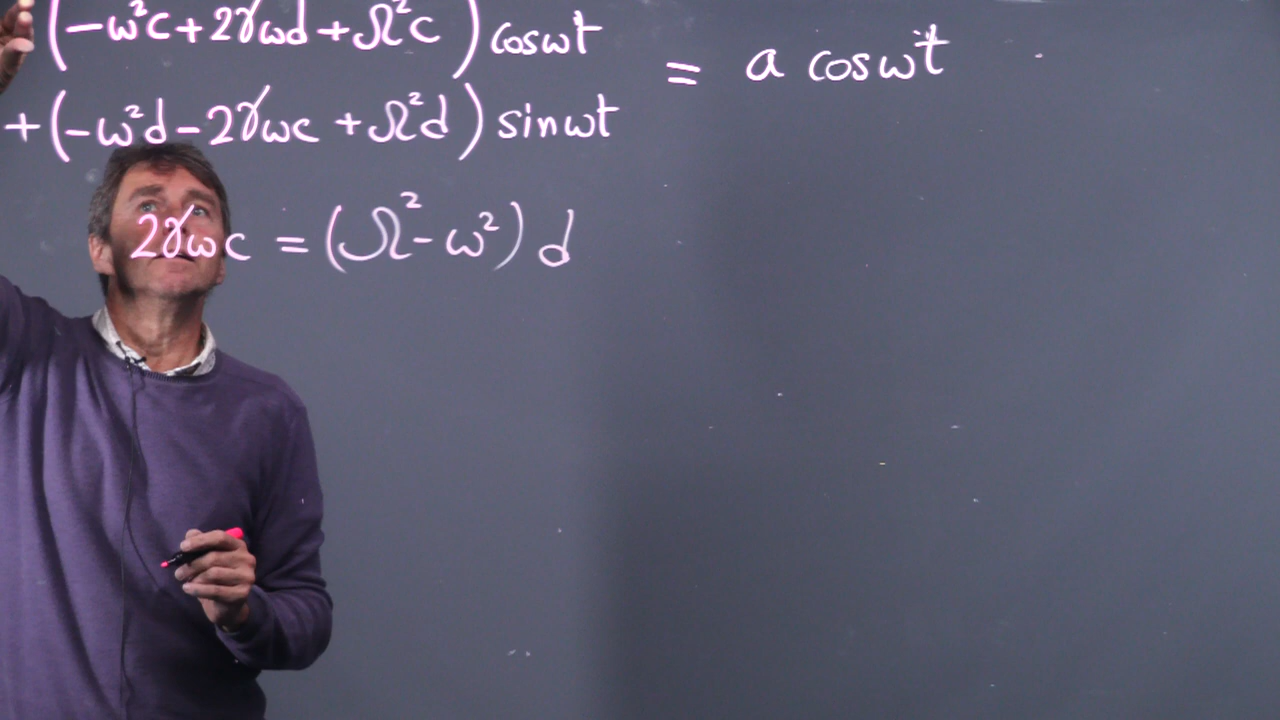 (-ω²c+2γωd+Ω²c) cosωt = a cosωt
+(-ω²d-2γωc+Ω²d) sinωt
2γωc = (Ω²-ω²) d